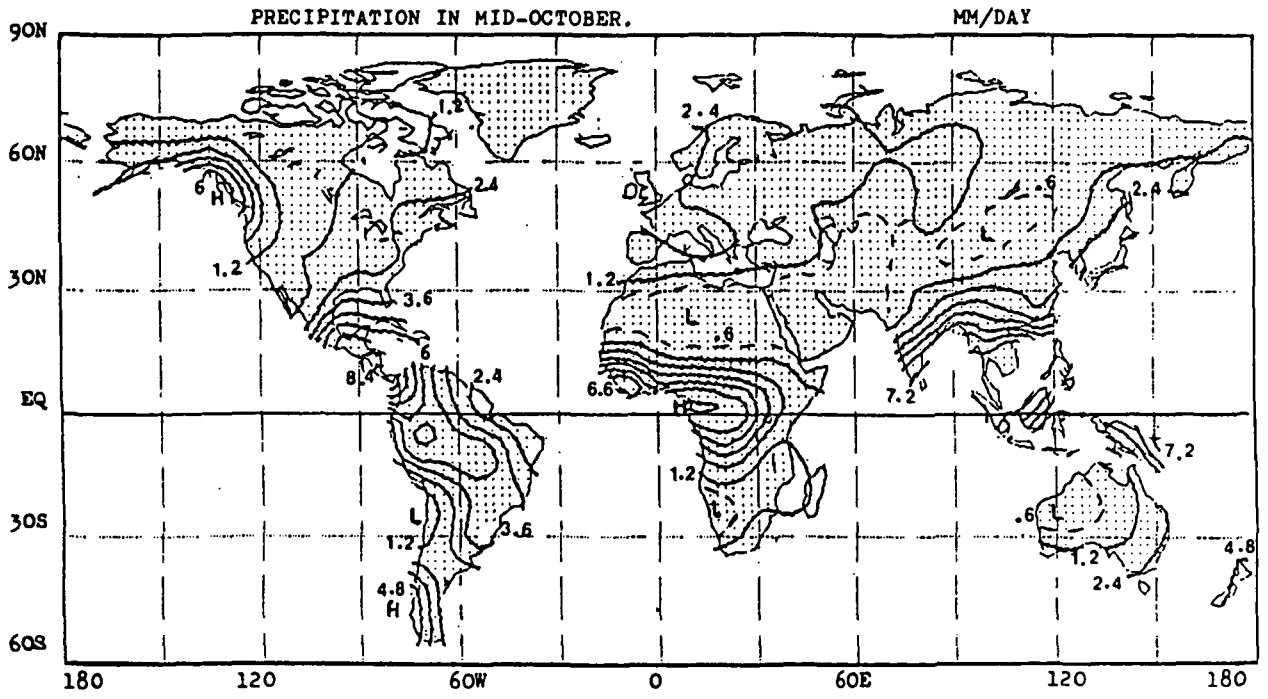 PRECIPITATION IN MID-OCTOBER. MM/DAY
90N
1.2
2.4
60N
6
H
2.4
.6
2.4
L
1.2
30N
3.6
1.2
L
.6
6
8.4
2.4
6.6
7.2
EQ
H
7.2
1.2
L
L
.6
L
30S
3.6
1.2
1.2
4.8
4.8
2.4
H
60S
180 120 60W 0 60E 120 180